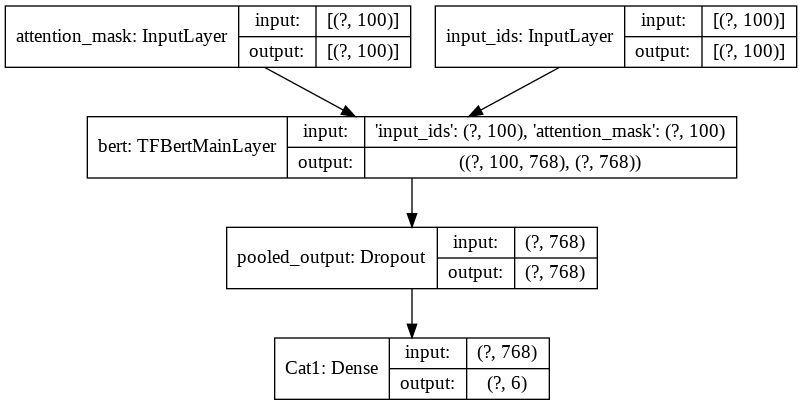 attention_mask: InputLayer
input:
[(?, 100)]
output:
[(?, 100)]
input_ids: InputLayer
input:
[(?, 100)]
output:
[(?, 100)]
bert: TFBertMainLayer
input:
'input_ids': (?, 100), 'attention_mask': (?, 100)
output:
((?, 100, 768), (?, 768))
pooled_output: Dropout
input:
(?, 768)
output:
(?, 768)
Cat1: Dense
input:
(?, 768)
output:
(?, 6)